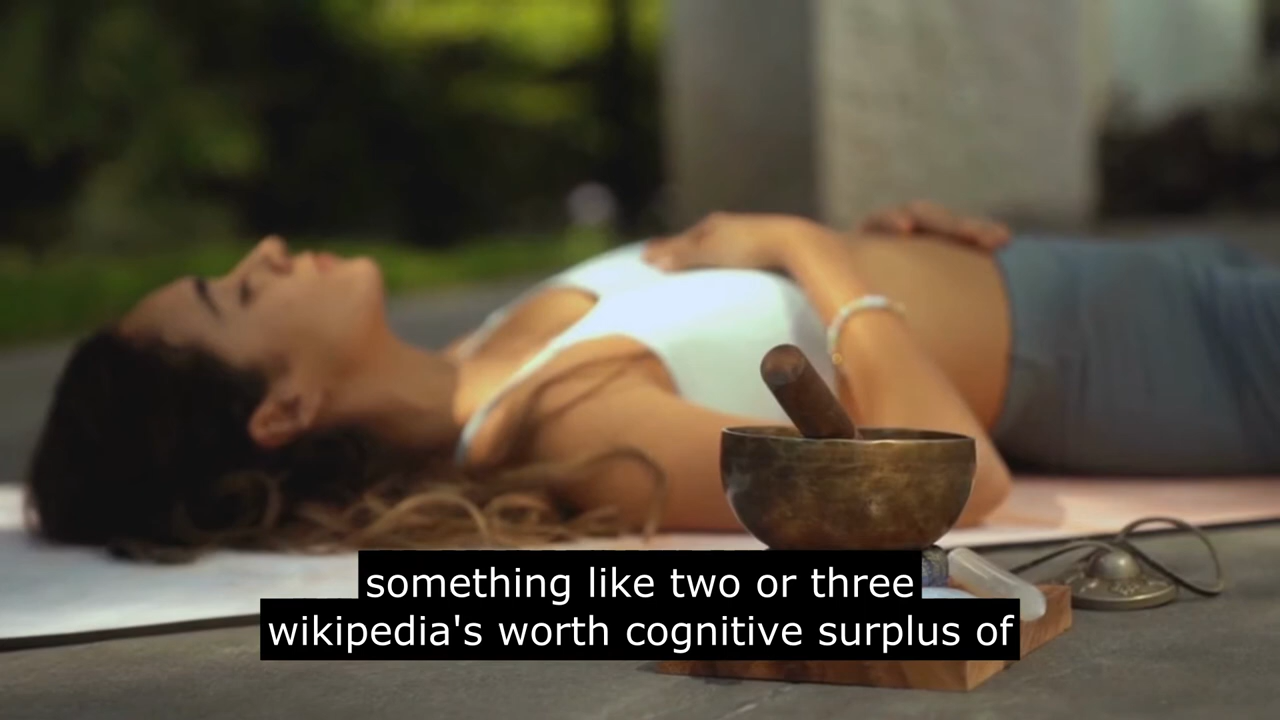 something like two or three
wikipedia's worth cognitive surplus of